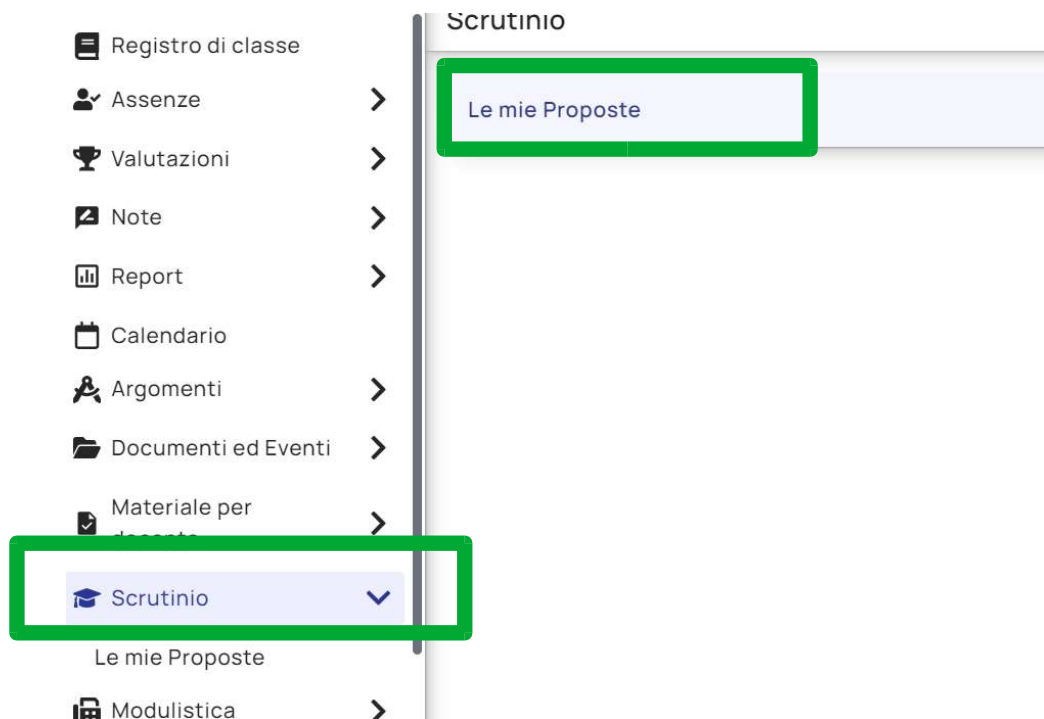 Registro di classe
Assenze
Valutazioni
Note
Report
Calendario
Argomenti
Documenti ed Eventi
Materiale per
Scrutinio
Le mie Proposte
Modulistica
Scrutinio
Le mie Proposte